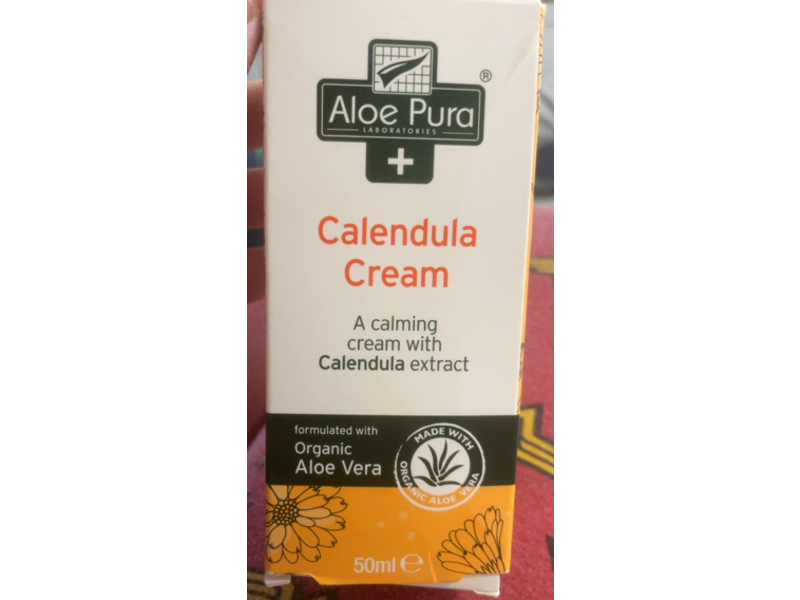 ®
Aloe Pura
LABORATORIES
Calendula
Cream
A calming
cream with
Calendula extract
formulated with
Organic
Aloe Vera
MADE WITH
ORGANIC ALOE VERA
50ml ℮